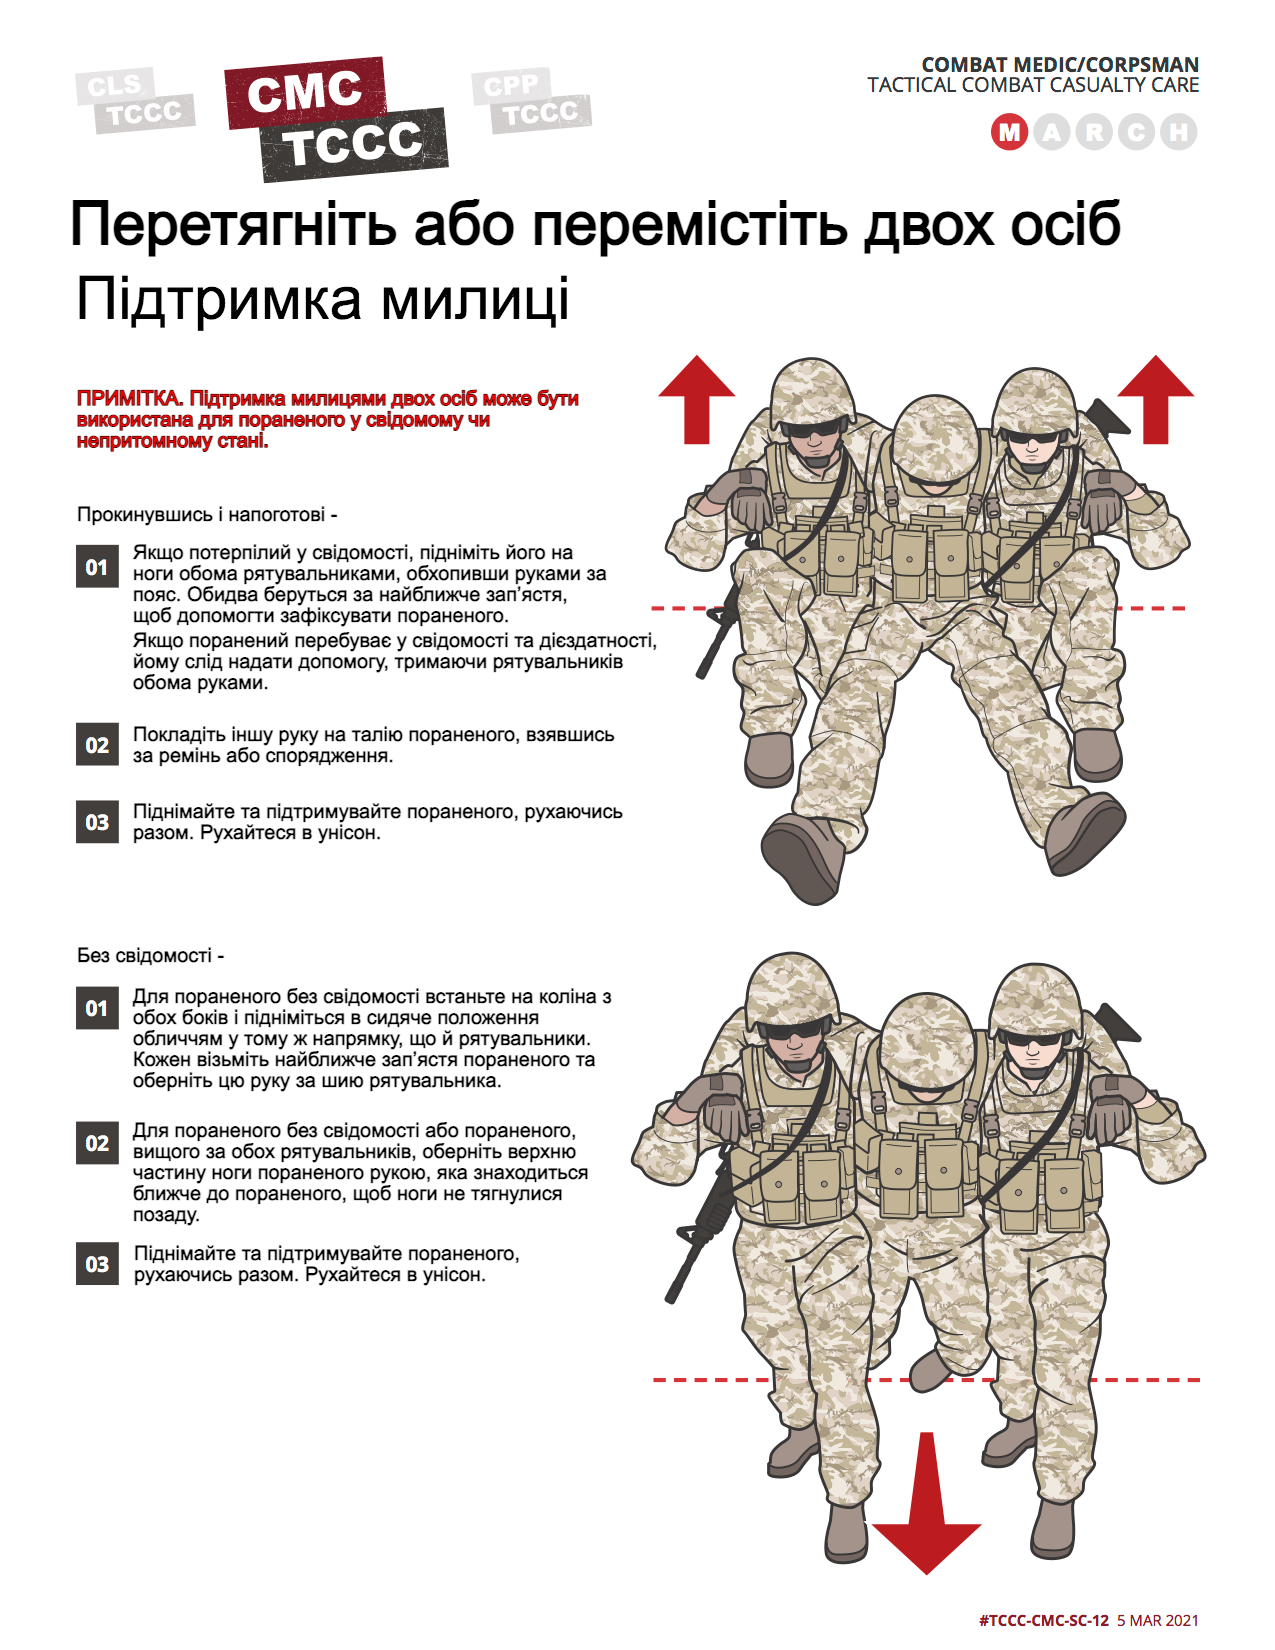 CLS
TCCC
CMC
TCCC
CPP
TCCC
COMBAT MEDIC/CORPSMAN
TACTICAL COMBAT CASUALTY CARE
M A R C H
Перетягніть або перемістіть двох осіб
Підтримка милиці
ПРИМІТКА. Підтримка милицями двох осіб може бути
використана для пораненого у свідомому чи
непритомному стані.
Прокинувшись і напоготові -
01
Якщо потерпілий у свідомості, підніміть його на
ноги обома рятувальниками, обхопивши руками за
пояс. Обидва беруться за найближче зап’ястя,
щоб допомогти зафіксувати пораненого.
Якщо поранений перебуває у свідомості та дієздатності,
йому слід надати допомогу, тримаючи рятувальників
обома руками.
02
Покладіть іншу руку на талію пораненого, взявшись
за ремінь або спорядження.
03
Піднімайте та підтримувайте пораненого, рухаючись
разом. Рухайтеся в унісон.
Без свідомості -
01
Для пораненого без свідомості встаньте на коліна з
обох боків і підніміться в сидяче положення
обличчям у тому ж напрямку, що й рятувальники.
Кожен візьміть найближче зап’ястя пораненого та
оберніть цю руку за шию рятувальника.
02
Для пораненого без свідомості або пораненого,
вищого за обох рятувальників, оберніть верхню
частину ноги пораненого рукою, яка знаходиться
ближче до пораненого, щоб ноги не тягнулися
позаду.
03
Піднімайте та підтримувайте пораненого,
рухаючись разом. Рухайтеся в унісон.
#TCCC-CMC-SC-12 5 MAR 2021